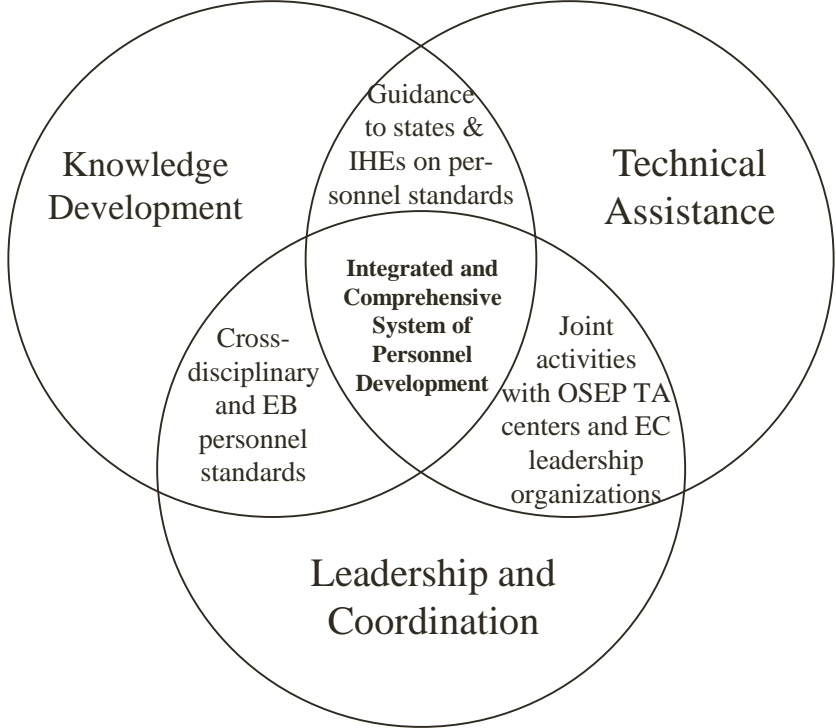 Guidance
to states &
IHEs on per-
sonnel standards
Knowledge
Development
Technical
Assistance
Integrated and
Comprehensive
System of
Personnel
Development
Cross-
disciplinary
and EB
personnel
standards
Joint
activities
with OSEP TA
centers and EC
leadership
organizations
Leadership and
Coordination